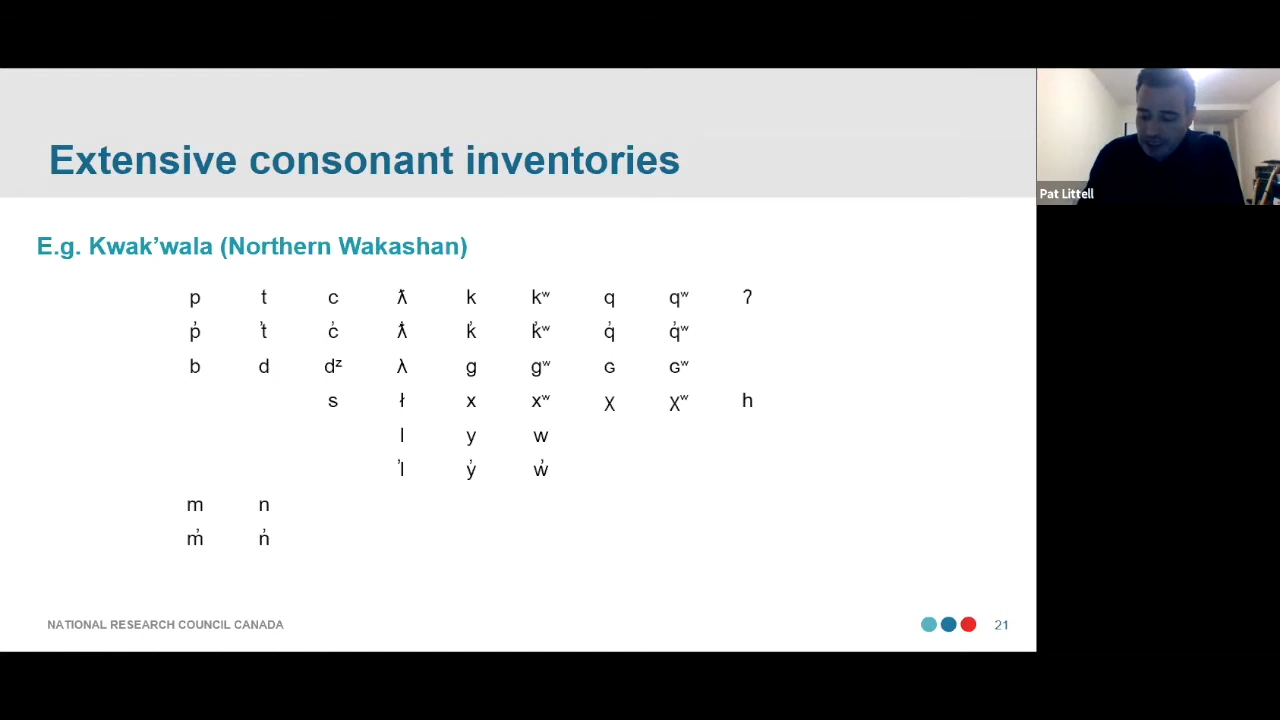 Extensive consonant inventories
Pat Littell
E.g. Kwak’wala (Northern Wakashan)
p t c ƛ k kʷ q qʷ ʔ
p̓ t̓ c̓ ƛ̓ k̓ k̓ʷ q̓ q̓ʷ
b d dᶻ λ g gʷ ɢ ɢʷ
s ł x xʷ χ χʷ h
l y w
l̓ y̓ w̓
m n
m̓ n̓
NATIONAL RESEARCH COUNCIL CANADA
21